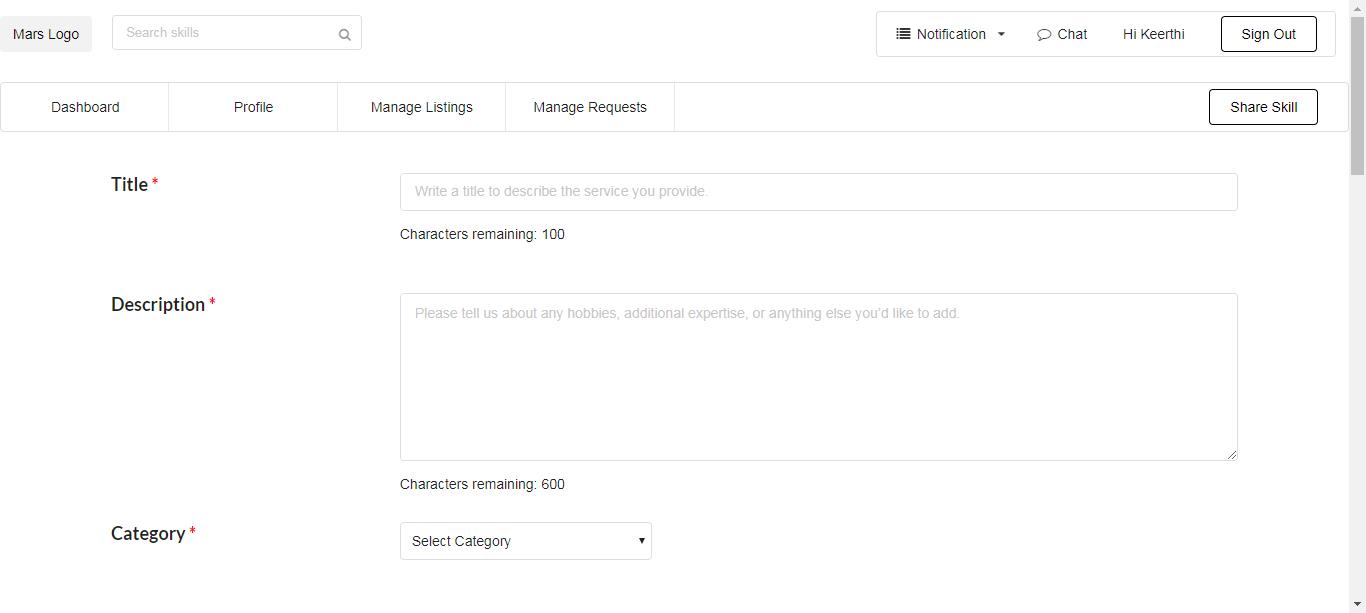 Mars Logo
Search skills
Notification
Chat
Hi Keerthi
Sign Out
Dashboard
Profile
Manage Listings
Manage Requests
Share Skill
Title *
Write a title to describe the service you provide.
Characters remaining: 100
Description *
Please tell us about any hobbies, additional expertise, or anything else you'd like to add.
Characters remaining: 600
Category *
Select Category